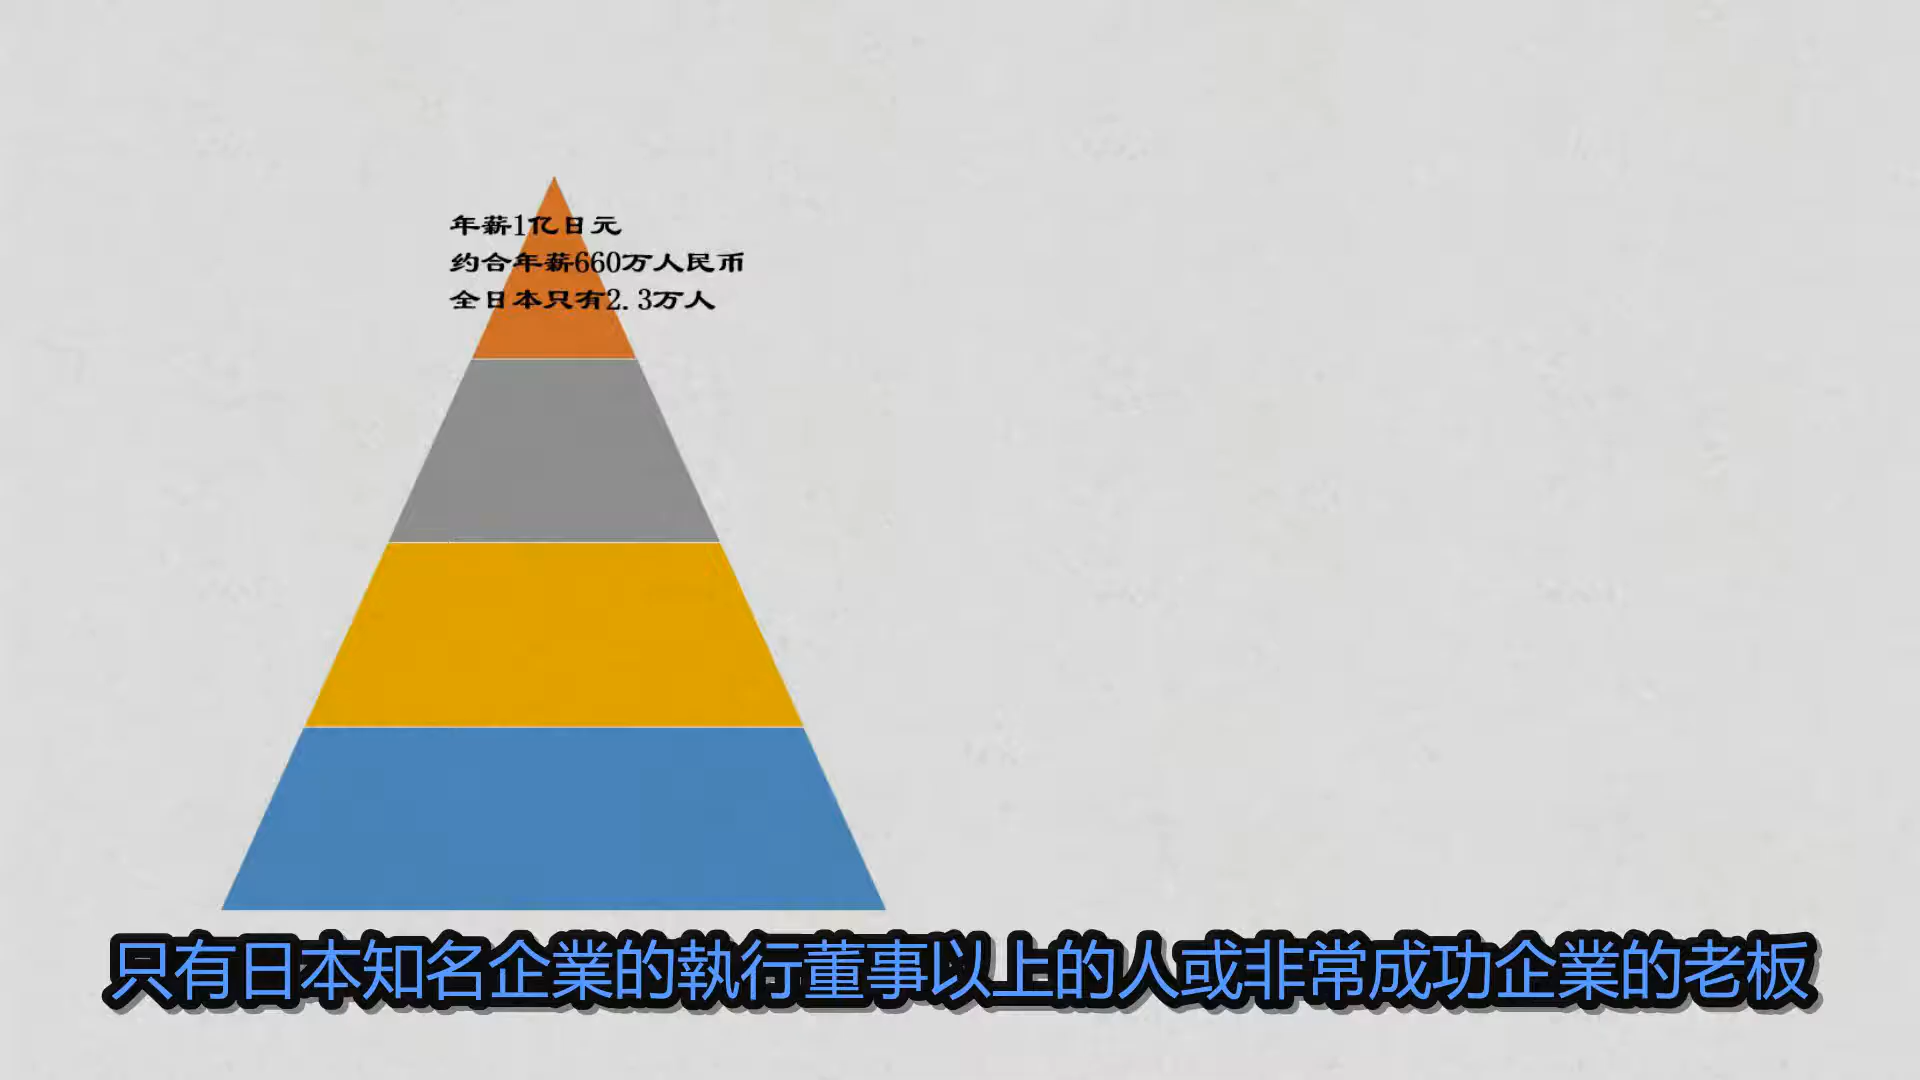 年薪1亿日元
约合年薪660万人民币
全日本只有2.3万人
只有日本知名企業的執行董事以上的人或非常成功企業的老板